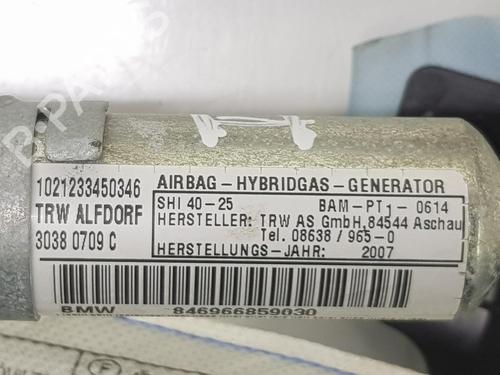 1021233450346
TRW ALFDORF
3038 0709 C
AIRBAG-HYBRIDGAS-GENERATOR
SHI 40-25 BAM-PT1-0614
HERSTELLER: TRW AS GmbH, 84544 Aschau
Tel. 08638/965-0
HERSTELLUNGS-JAHR: 2007
BMW 846966859030